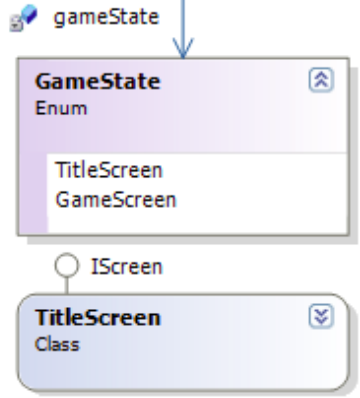 gameState
GameState
Enum
TitleScreen
GameScreen
IScreen
TitleScreen
Class